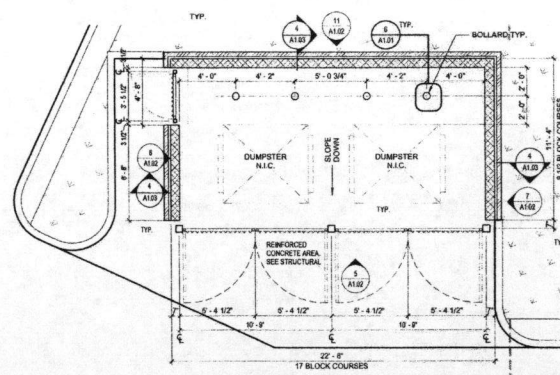 TYP.
11
A1.02
4
A1.03
TYP.
6
A1.01
BOLLARD, TYP.
4' - 0"
4' - 2"
5' - 0 3/4"
4' - 2"
4' - 0"
3' - 5 1/2"
4' - 8"
2' - 0"
2' - 0"
11' - 4"
3 1/2"
6' - 8"
DUMPSTER
N.I.C.
SLOPE
DOWN
DUMPSTER
N.I.C.
8
A1.02
4
A1.03
4
A1.03
7
A1.02
TYP.
TYP.
REINFORCED
CONCRETE AREA.
SEE STRUCTURAL
5
A1.02
5' - 4 1/2"
5' - 4 1/2"
5' - 4 1/2"
5' - 4 1/2"
10' - 9"
10' - 9"
22' - 8"
17 BLOCK COURSES